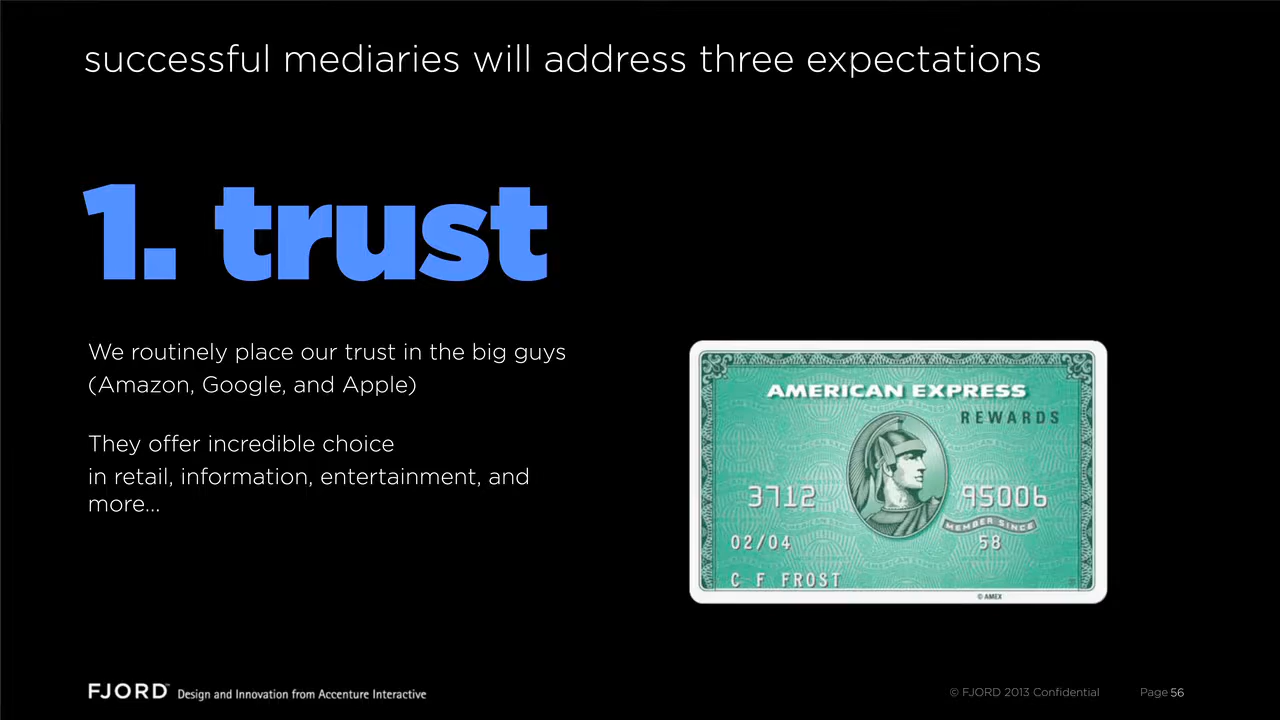 successful mediaries will address three expectations
1. trust
We routinely place our trust in the big guys
(Amazon, Google, and Apple)
They offer incredible choice
in retail, information, entertainment, and
more...
AMERICAN EXPRESS
REWARDS
3712 95006
MEMBER SINCE
02/04 58
C F FROST
© AMEX
FJORD™ Design and Innovation from Accenture Interactive
© FJORD 2013 Confidential Page 56